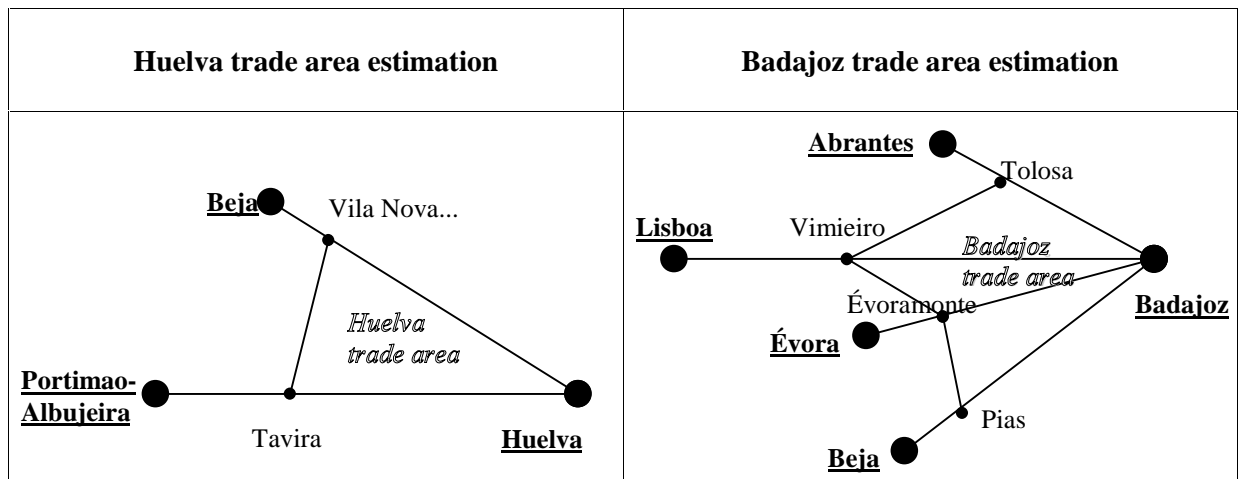 Huelva trade area estimation
Badajoz trade area estimation
Beja
Vila Nova...
Huelva
trade area
Portimao-
Albujeira
Tavira
Huelva
Abrantes
Tolosa
Lisboa
Vimieiro
Badajoz
trade area
Évoramonte
Badajoz
Évora
Pias
Beja